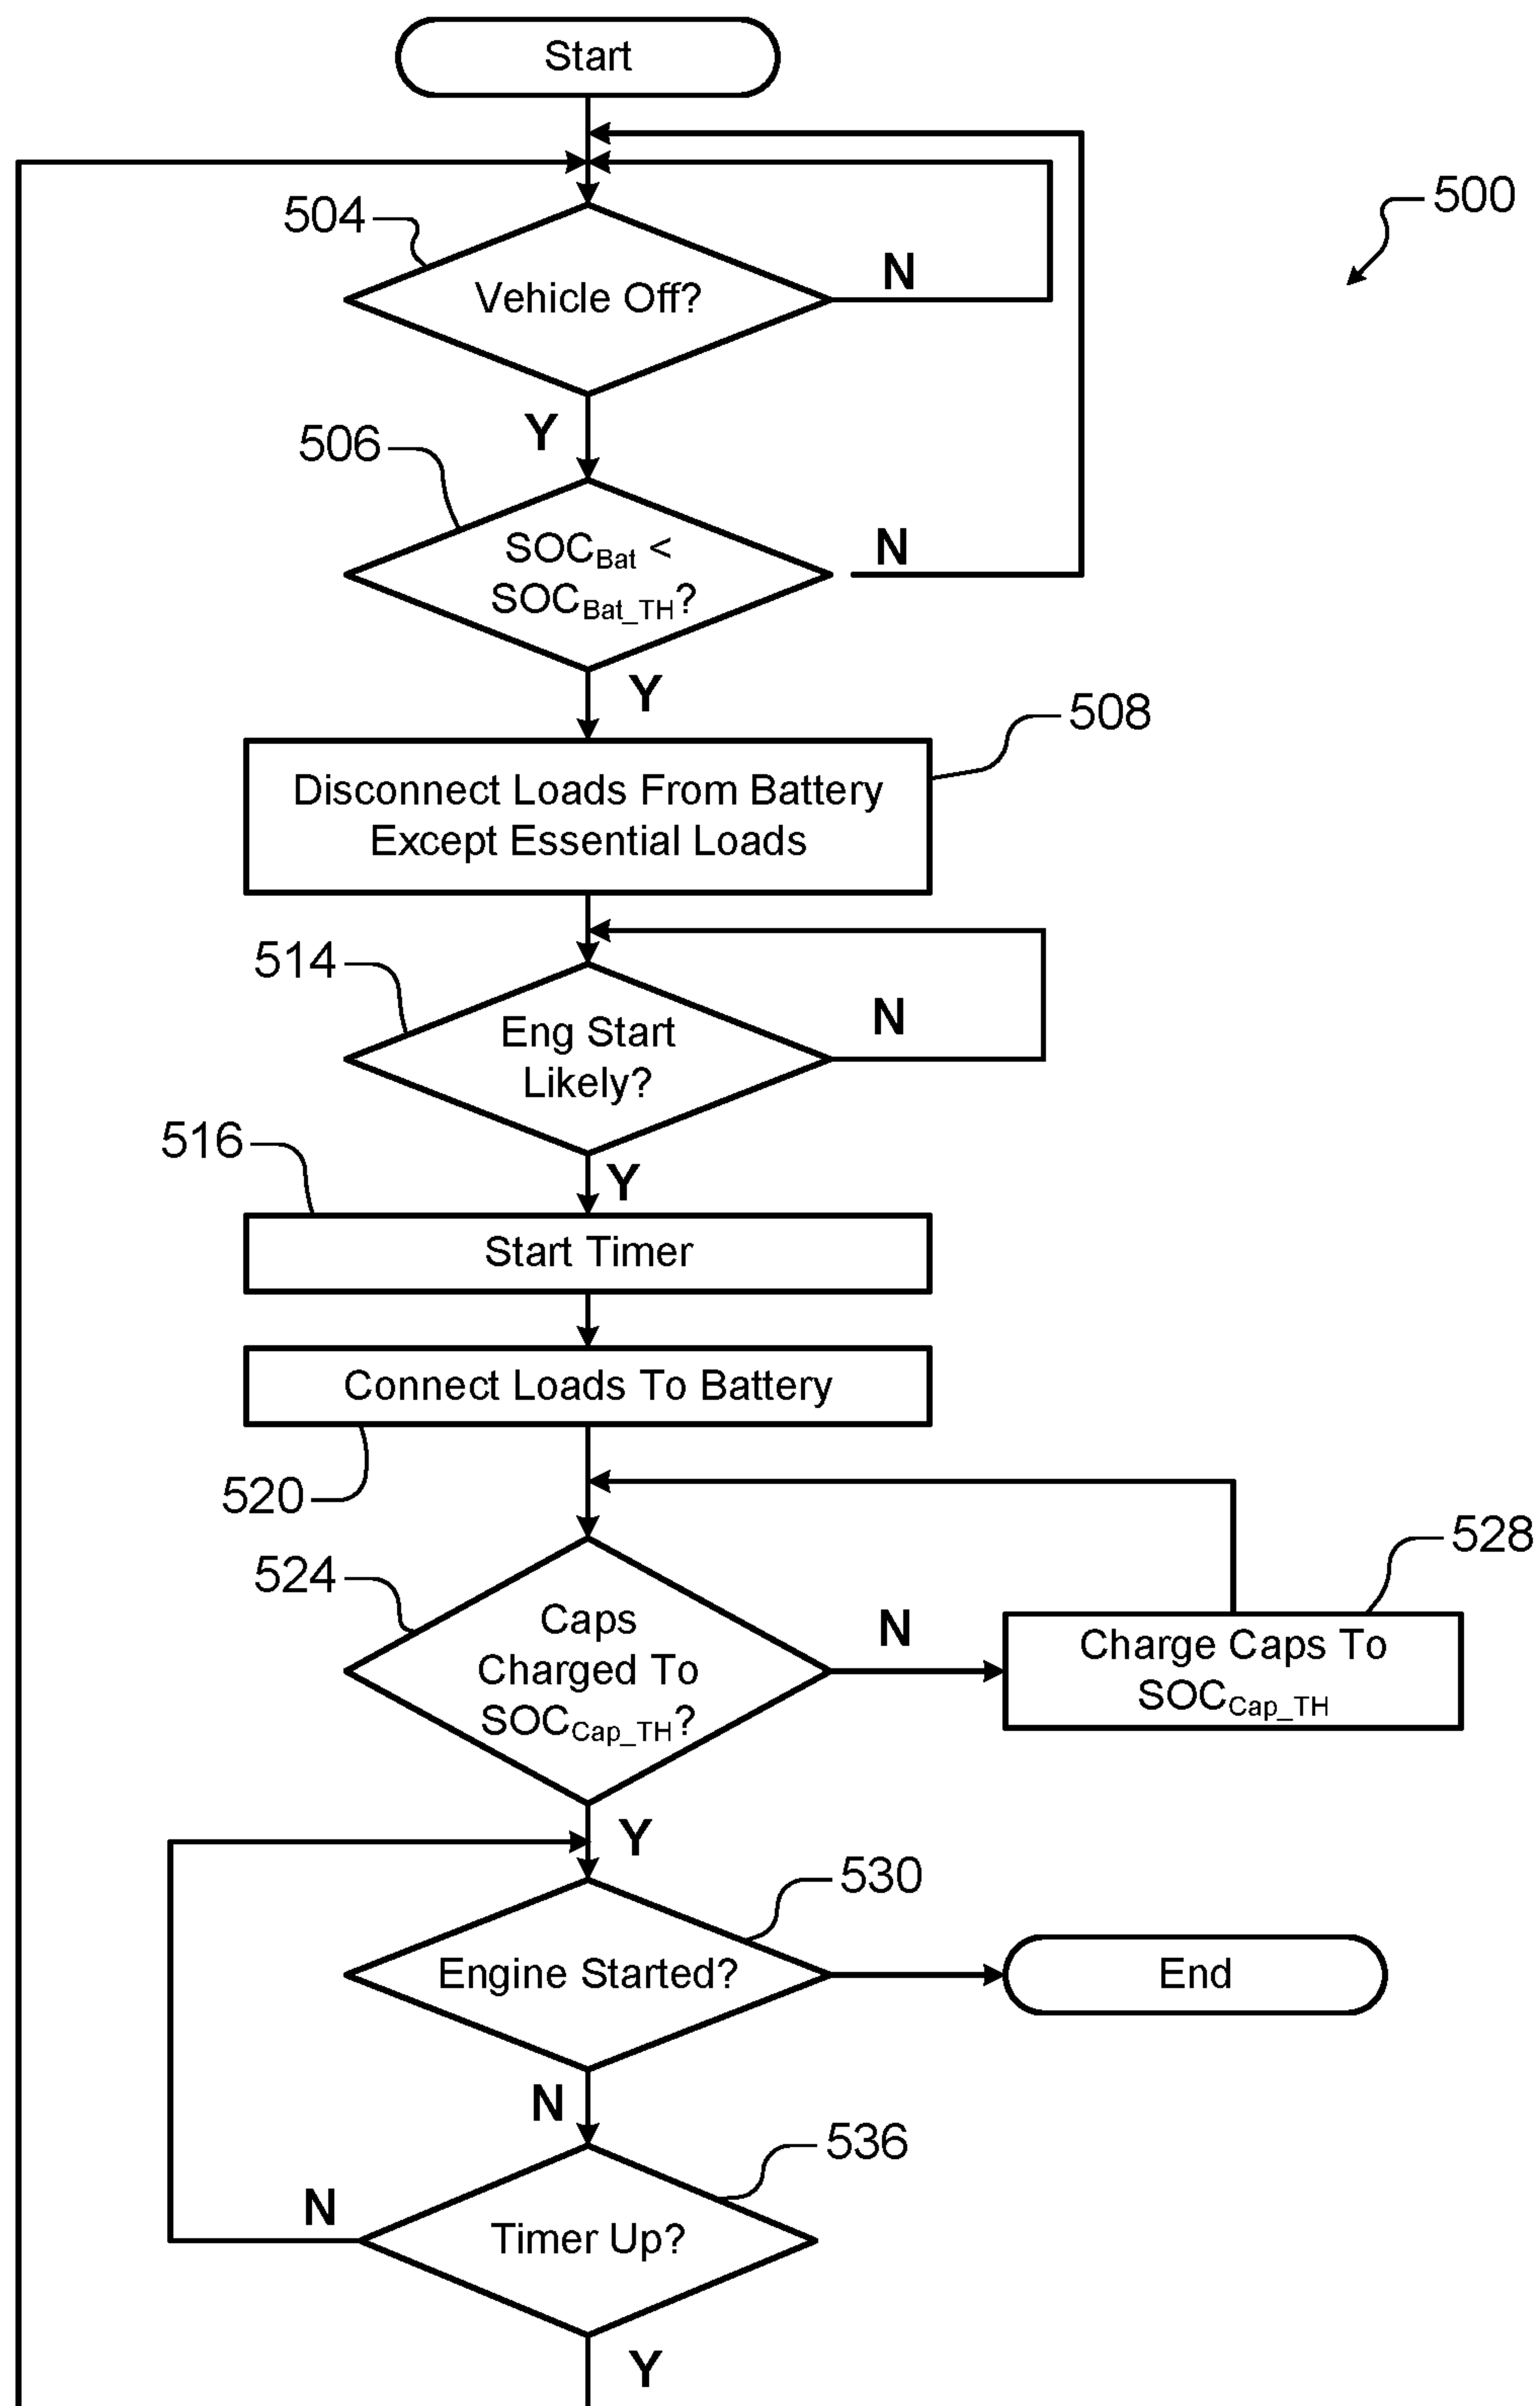 Start
500
504
Vehicle Off?
N
Y
506
SOCBat <
SOCBat_TH?
N
Y
508
Disconnect Loads From Battery
Except Essential Loads
514
Eng Start
Likely?
N
516
Y
Start Timer
Connect Loads To Battery
520
524
Caps
Charged To
SOCCap_TH?
N
528
Charge Caps To
SOCCap_TH
Y
530
Engine Started?
End
N
536
Timer Up?
N
Y